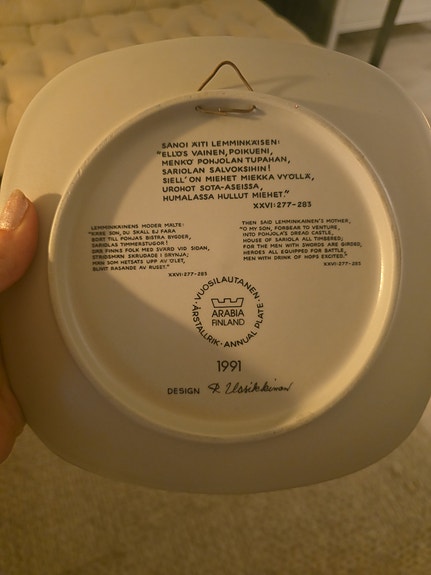 SANOI ÄITI LEMMINKÄISEN:
"ELLÖS VAINEN, POIKUENI,
MENKÖ POHJOLAN TUPAHAN,
SARIOLAN SALVOKSIHIN!
SIELL' ON MIEHET MIEKKA VYÖLLÄ,
UROHOT SOTA-ASEISSA,
HUMALASSA HULLUT MIEHET."
XXVI:277-283
LEMMINKÄINENS MODER MÄLTE:
SON, DU SKALL EJ FARA
BORT TILL POHJAS BISTRA BYGDER,
SARIOLAS TIMMERSTUGOR!
DÄR FINNS FOLK MED SVÄRD VID SIDAN,
STRIDSMÄN SKRUDADE I BRYNJA,
MÄN SOM HETSATS UPP AV ÖLET,
BLIVIT RASANDE AV RUSET."
XXVI:277-283
THEN SAID LEMMINKAINEN'S MOTHER,
"O MY SON, FORBEAR TO VENTURE,
INTO POHJOLA'S DREAD CASTLE,
HOUSE OF SARIOLA ALL TIMBERED;
FOR THE MEN WITH SWORDS ARE GIRDED,
HEROES ALL EQUIPPED FOR BATTLE,
MEN WITH DRINK OF HOPS EXCITED."
XXVI:277-283
·VUOSILAUTANEN·
ÅRSTALLRIK·ANNUAL PLATE
ARABIA
FINLAND
1991
DESIGN R. Uosikkinen